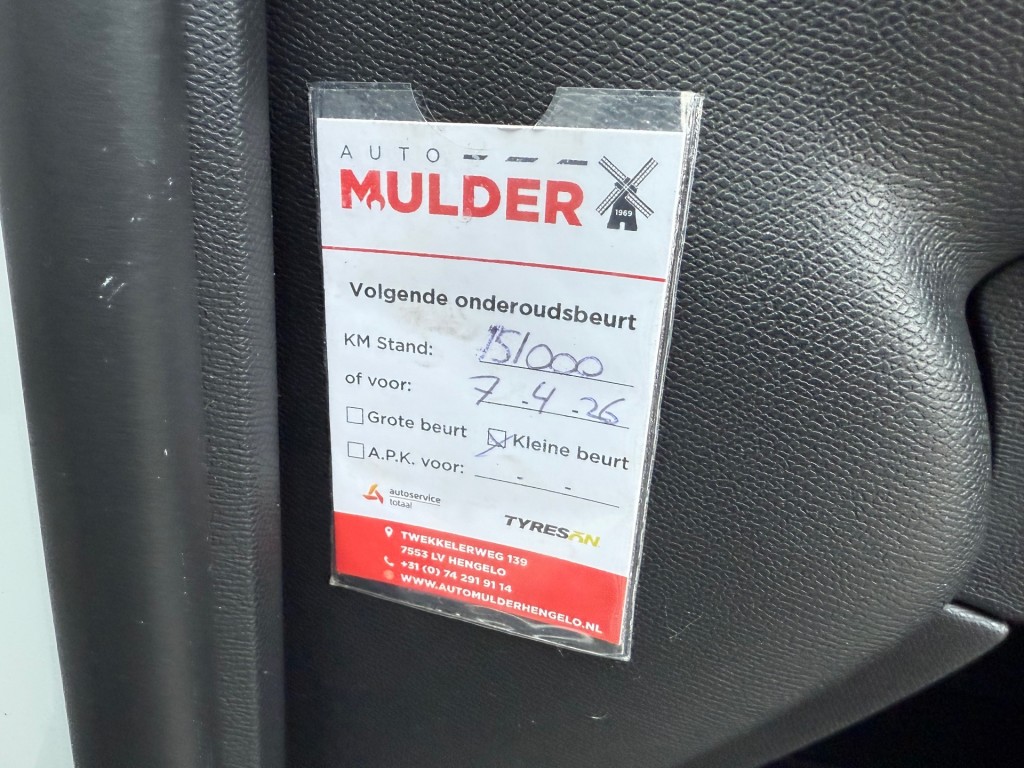 AUTO
MULDER
1969
Volgende onderoudsbeurt
KM Stand: 151000
of voor: 7 - 4 - 26
Grote beurt Kleine beurt
A.P.K. voor: - -
autoservice
totaal
TYRESON
TWEKKELERWEG 139
7553 LV HENGELO
+31 (0) 74 291 91 14
WWW.AUTOMULDERHENGELO.NL